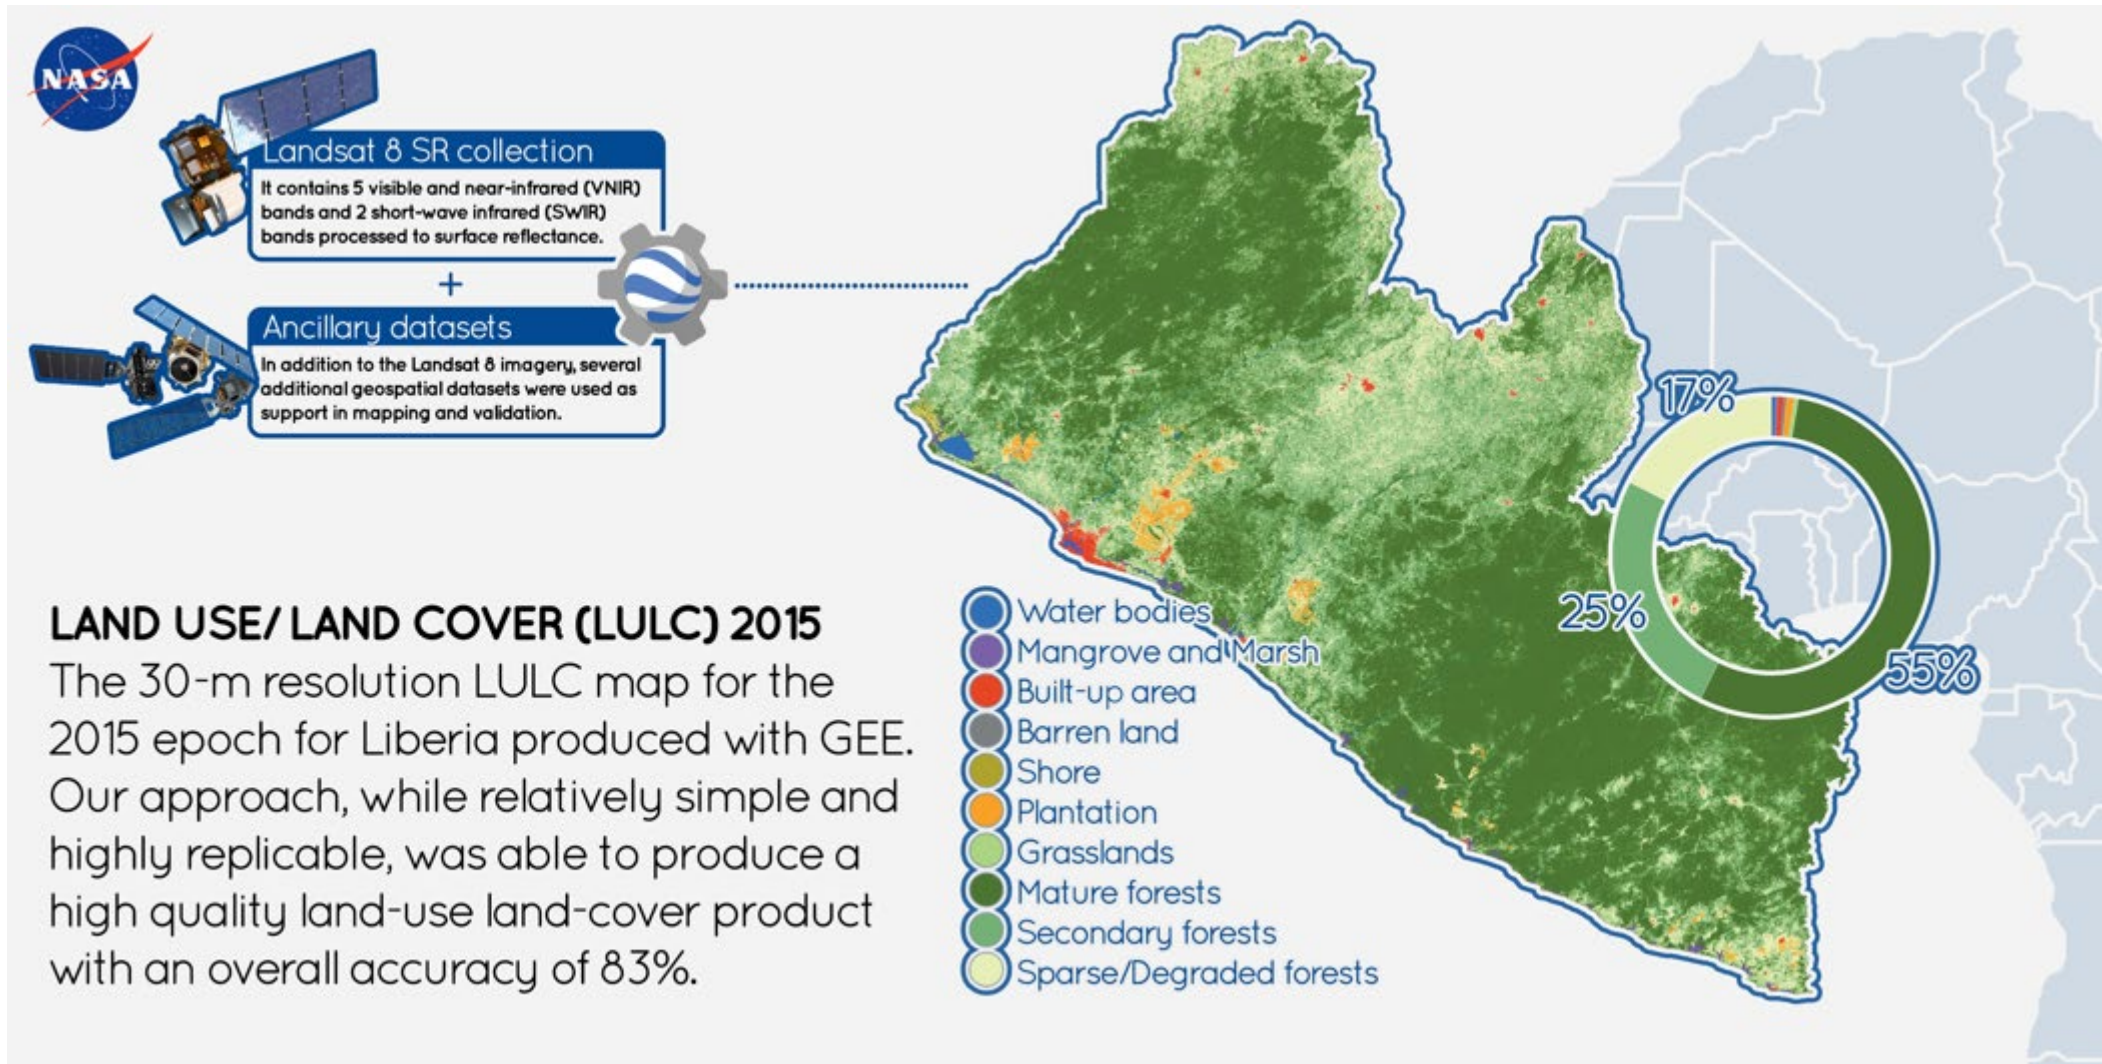 NASA
Landsat 8 SR collection
It contains 5 visible and near-infrared (VNIR)
bands and 2 short-wave infrared (SWIR)
bands processed to surface reflectance.
+
Ancillary datasets
In addition to the Landsat 8 imagery, several
additional geospatial datasets were used as
support in mapping and validation.
LAND USE/ LAND COVER (LULC) 2015
The 30-m resolution LULC map for the
2015 epoch for Liberia produced with GEE.
Our approach, while relatively simple and
highly replicable, was able to produce a
high quality land-use land-cover product
with an overall accuracy of 83%.
Water bodies
Mangrove and Marsh
Built-up area
Barren land
Shore
Plantation
Grasslands
Mature forests
Secondary forests
Sparse/Degraded forests
17%
25%
55%